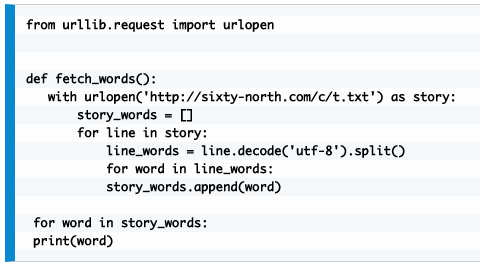 from urllib.request import urlopen
def fetch_words():
   with urlopen('http://sixty-north.com/c/t.txt') as story:
       story_words = []
       for line in story:
           line_words = line.decode('utf-8').split()
           for word in line_words:
           story_words.append(word)
 for word in story_words:
 print(word)